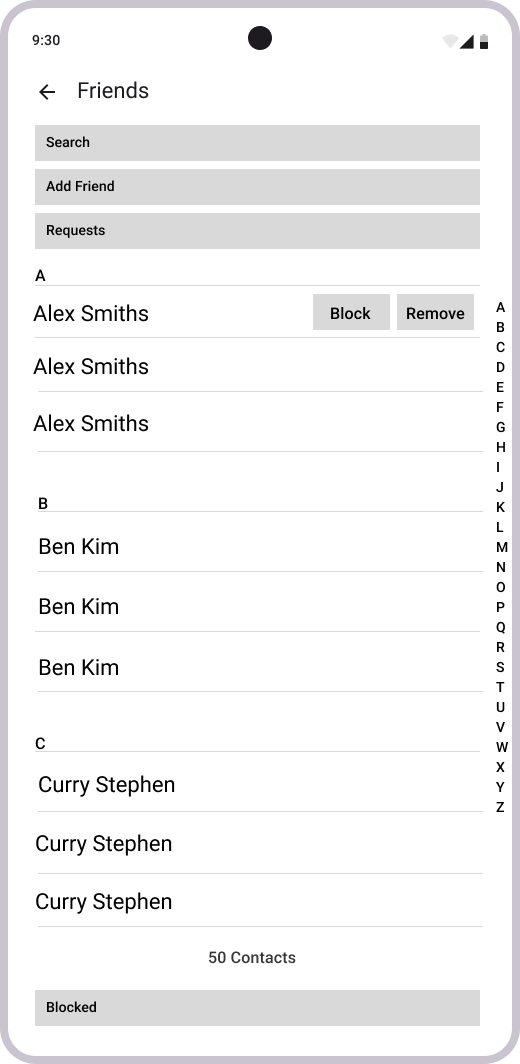 9:30
Friends
Search
Add Friend
Requests
A
Alex Smiths Block Remove
Alex Smiths
Alex Smiths
B
Ben Kim
Ben Kim
Ben Kim
C
Curry Stephen
Curry Stephen
Curry Stephen
50 Contacts
Blocked
A
B
C
D
E
F
G
H
I
J
K
L
M
N
O
P
Q
R
S
T
U
V
W
X
Y
Z